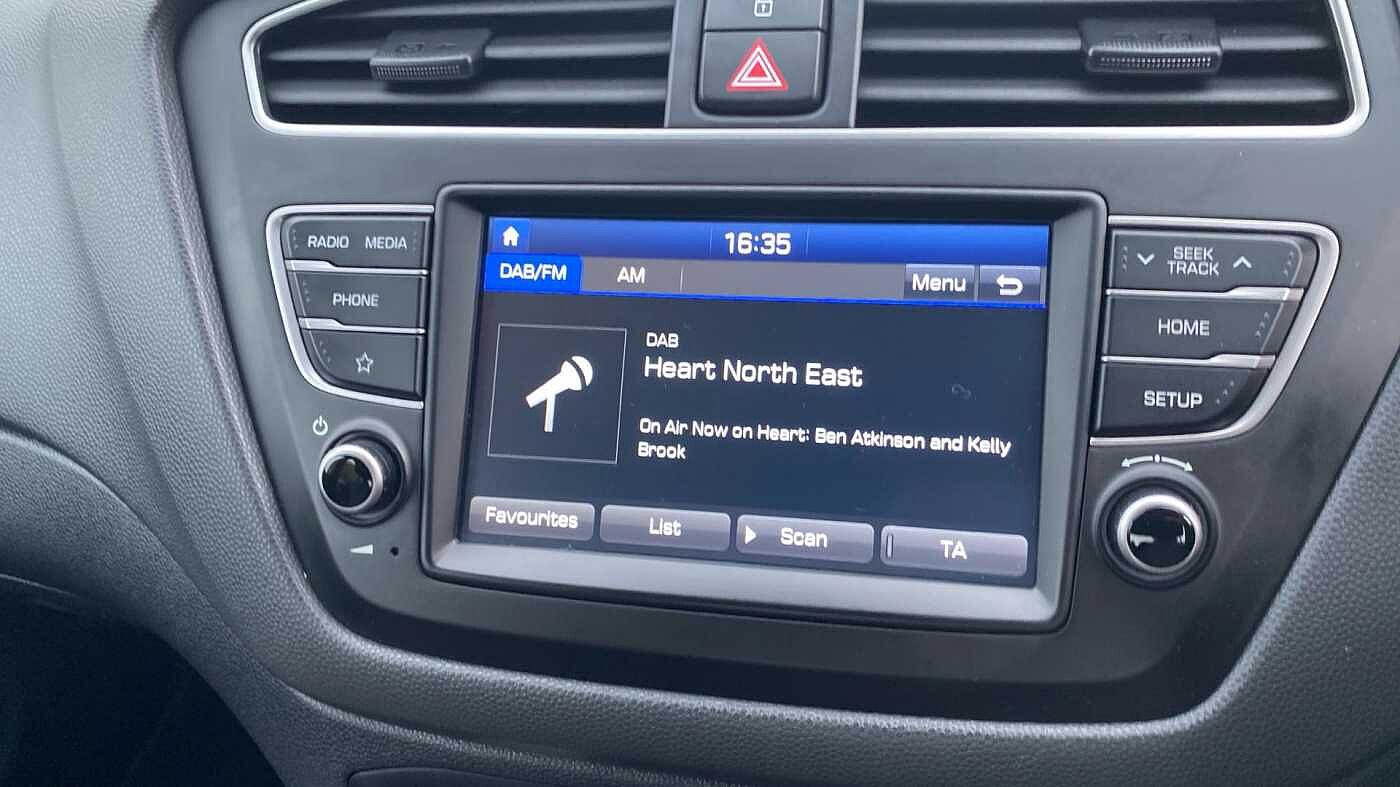 16:35
DAB/FM AM Menu
DAB
Heart North East
On Air Now on Heart: Ben Atkinson and Kelly
Brook
Favourites List Scan TA
RADIO MEDIA
PHONE
SEEK
TRACK
HOME
SETUP